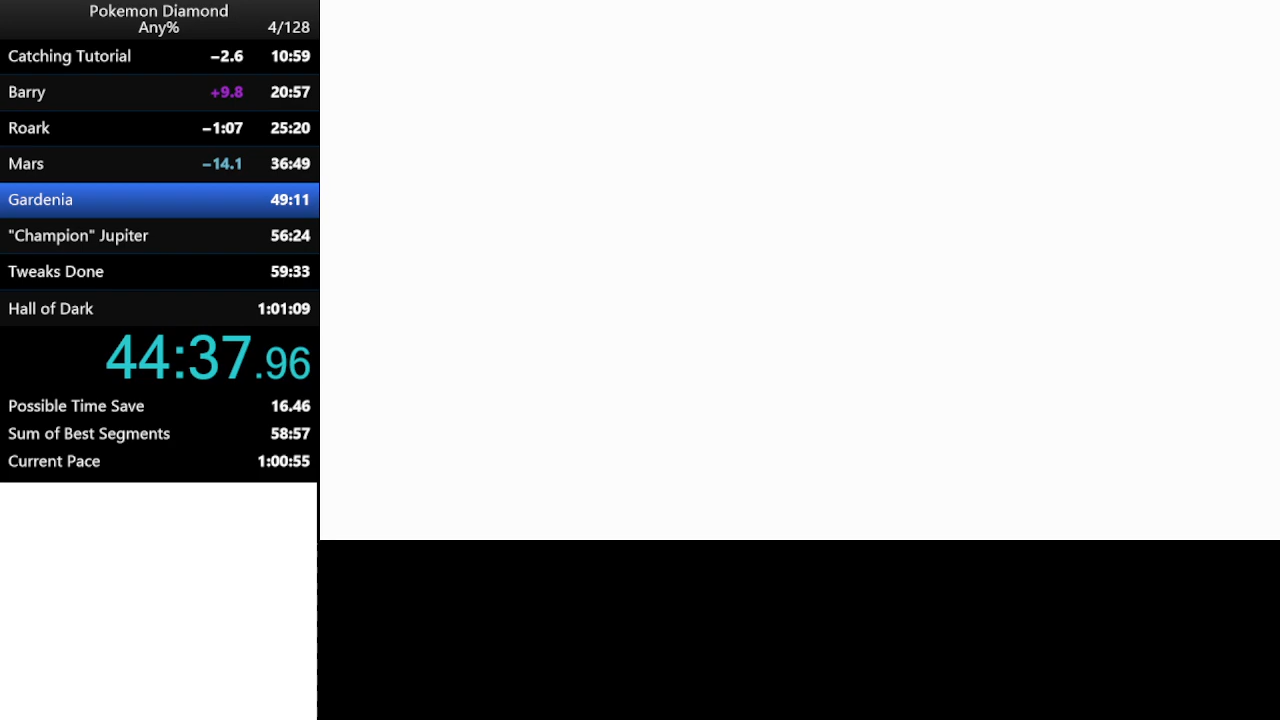 Pokemon Diamond
Any% 4/128
Catching Tutorial −2.6 10:59
Barry +9.8 20:57
Roark −1:07 25:20
Mars −14.1 36:49
Gardenia 49:11
"Champion" Jupiter 56:24
Tweaks Done 59:33
Hall of Dark 1:01:09
44:37.96
Possible Time Save 16.46
Sum of Best Segments 58:57
Current Pace 1:00:55